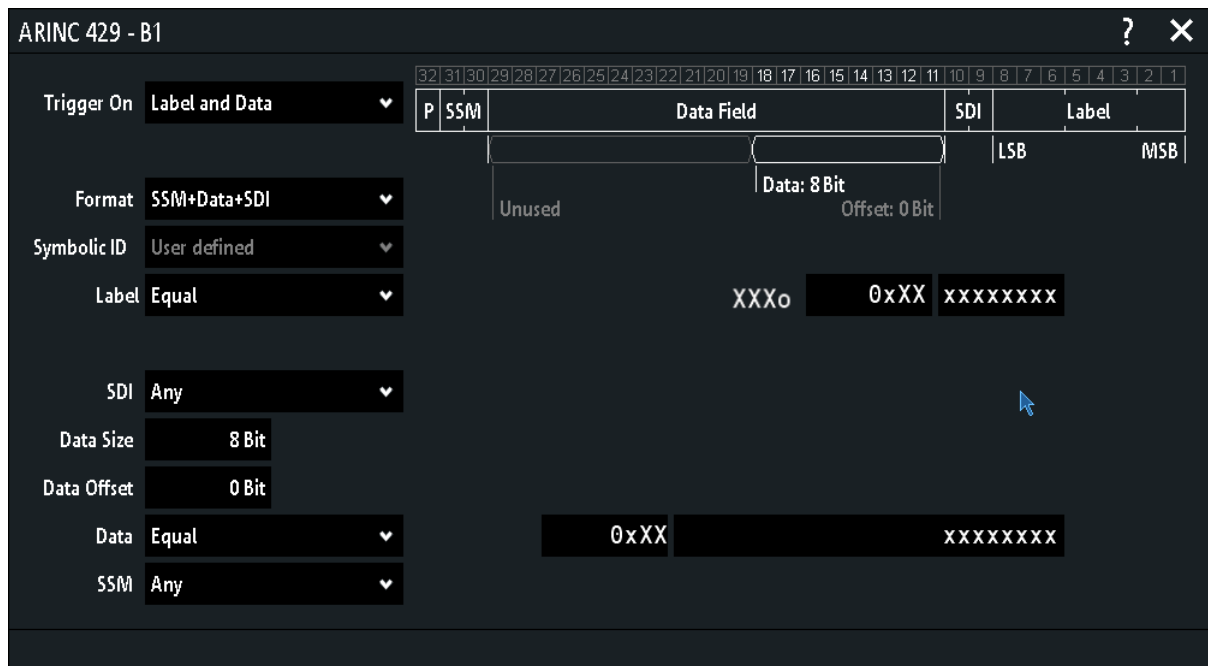 ARINC 429 - B1 ? ✕
32 31 30 29 28 27 26 25 24 23 22 21 20 19 18 17 16 15 14 13 12 11 10 9 8 7 6 5 4 3 2 1
Trigger On Label and Data
P SSM Data Field SDI Label
LSB MSB
Data: 8 Bit
Format SSM+Data+SDI
Unused Offset: 0 Bit
Symbolic ID User defined
Label Equal XXXo 0xXX xxxxxxxx
SDI Any
Data Size 8 Bit
Data Offset 0 Bit
Data Equal 0xXX xxxxxxxx
SSM Any